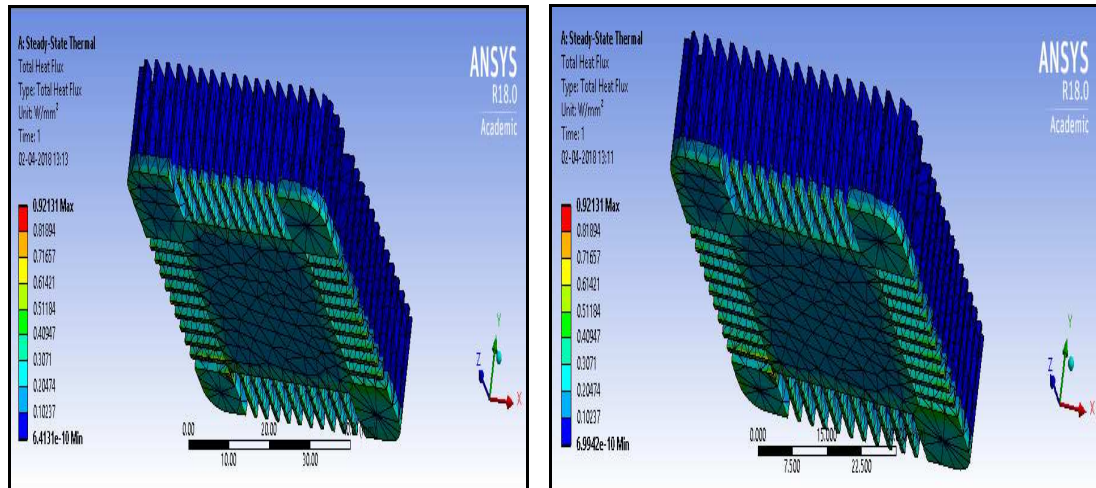 A: Steady-State Thermal
Total Heat Flux
Type: Total Heat Flux
Unit: W/mm²
Time: 1
02-04-2018 13:13
ANSYS
R18.0
Academic
0.92131 Max
0.81894
0.71657
0.61421
0.51184
0.40947
0.3071
0.20474
0.10237
6.4131e-10 Min
Y
Z
X
0.00
20.00
10.00
30.00
A: Steady-State Thermal
Total Heat Flux
Type: Total Heat Flux
Unit: W/mm²
Time: 1
02-04-2018 13:11
ANSYS
R18.0
Academic
0.92131 Max
0.81894
0.71657
0.61421
0.51184
0.40947
0.3071
0.20474
0.10237
6.9942e-10 Min
Y
Z
X
0.000
15.000
7.500
22.500